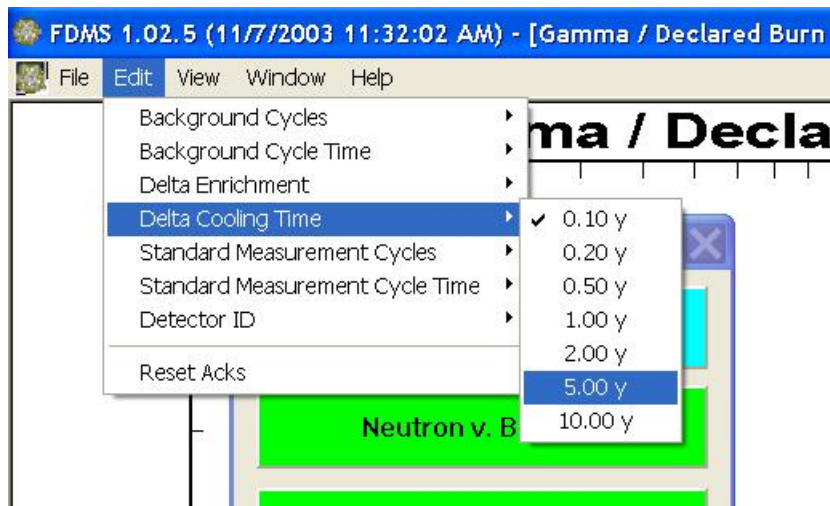 FDMS 1.02.5 (11/7/2003 11:32:02 AM) - [Gamma / Declared Burn
File Edit View Window Help
ma / Decla
Background Cycles
Background Cycle Time
Delta Enrichment
Delta Cooling Time
Standard Measurement Cycles
Standard Measurement Cycle Time
Detector ID
Reset Acks
0.10 y
0.20 y
0.50 y
1.00 y
2.00 y
5.00 y
10.00 y
Neutron v. B